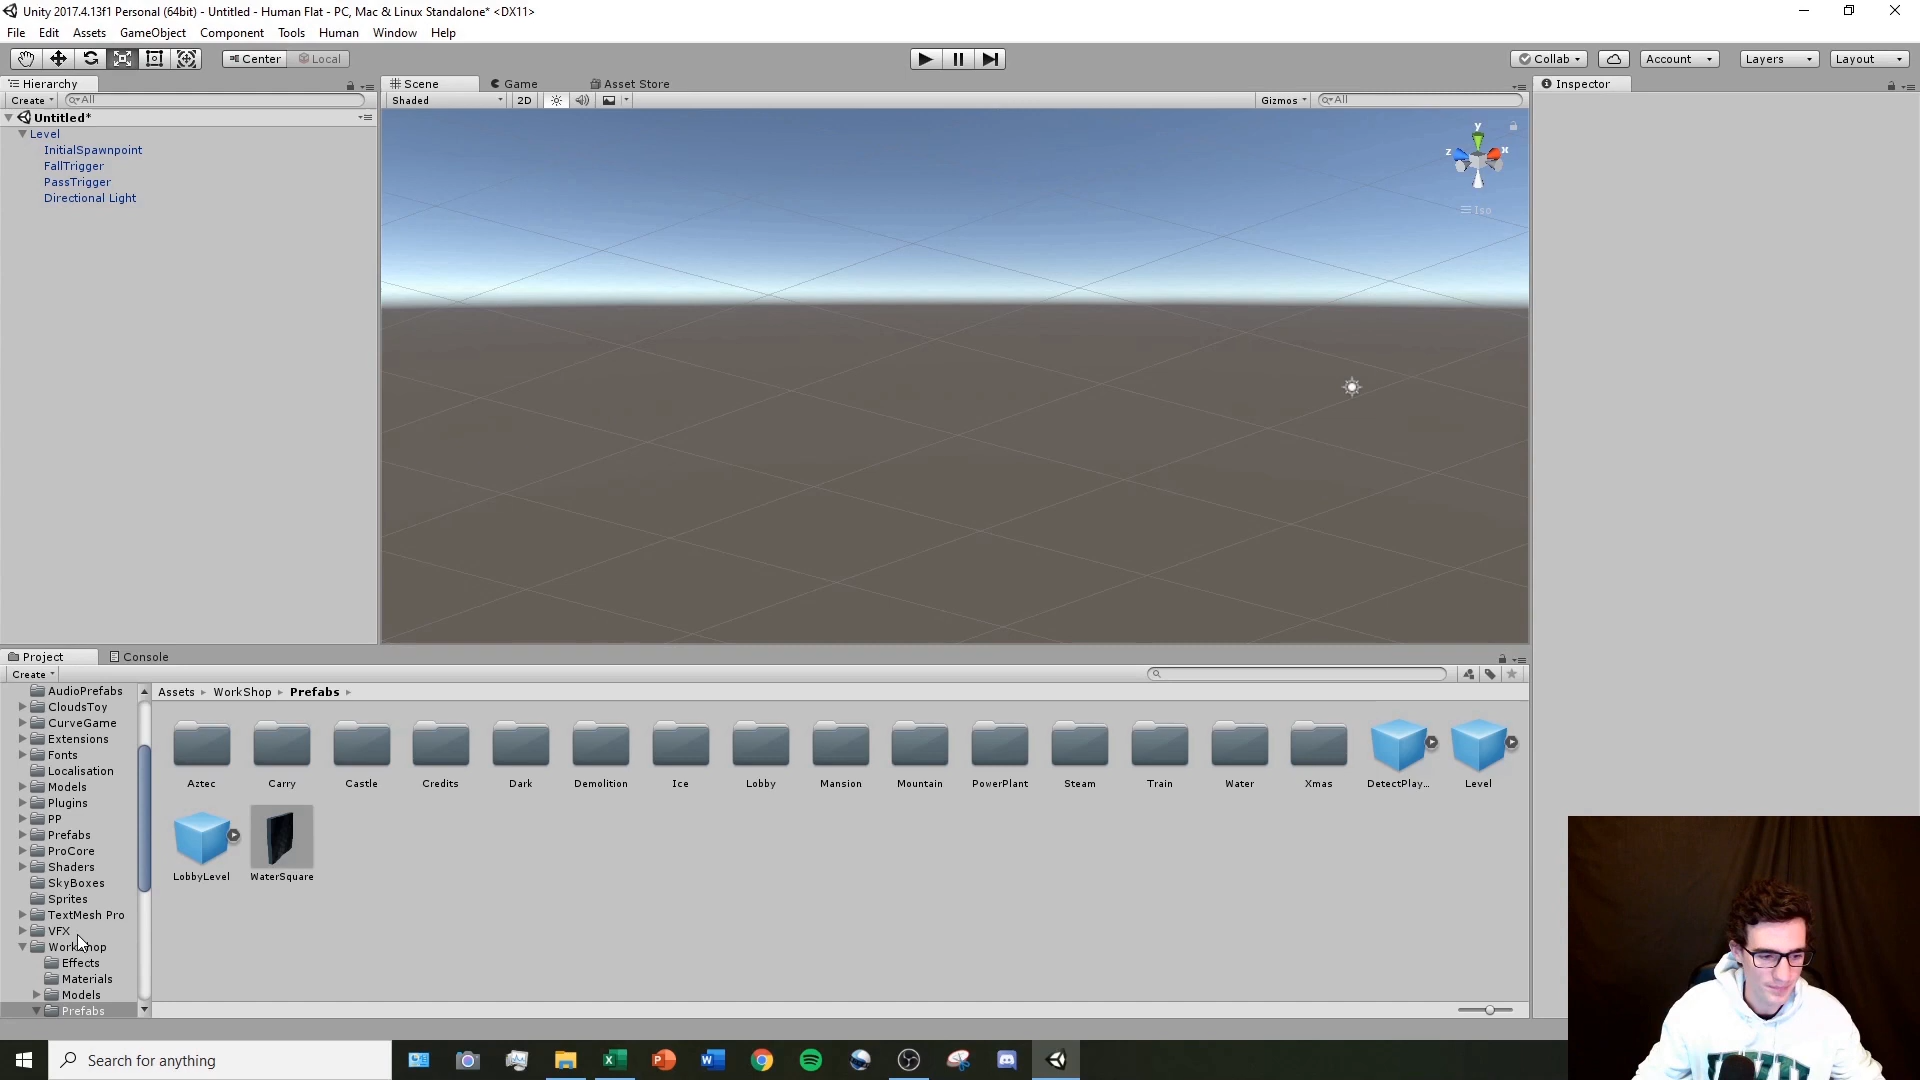 Unity 2017.4.13f1 Personal (64bit) - Untitled - Human Flat - PC, Mac & Linux Standalone* <DX11>
File Edit Assets GameObject Component Tools Human Window Help
Center Local Collab Account Layers Layout
Hierarchy Scene Game Asset Store Inspector
Create All Shaded 2D Gizmos All
Untitled*
Level
InitialSpawnpoint
FallTrigger
PassTrigger
Directional Light
y
z x
Iso
Project Console
Create
Assets WorkShop Prefabs
AudioPrefabs
CloudsToy
CurveGame
Extensions
Fonts
Localisation
Models
Plugins
PP
Prefabs
ProCore
Shaders
SkyBoxes
Sprites
TextMesh Pro
VFX
WorkShop
Effects
Materials
Models
Prefabs
Aztec Carry Castle Credits Dark Demolition Ice Lobby Mansion Mountain PowerPlant Steam Train Water Xmas DetectPlay... Level
LobbyLevel WaterSquare
Search for anything